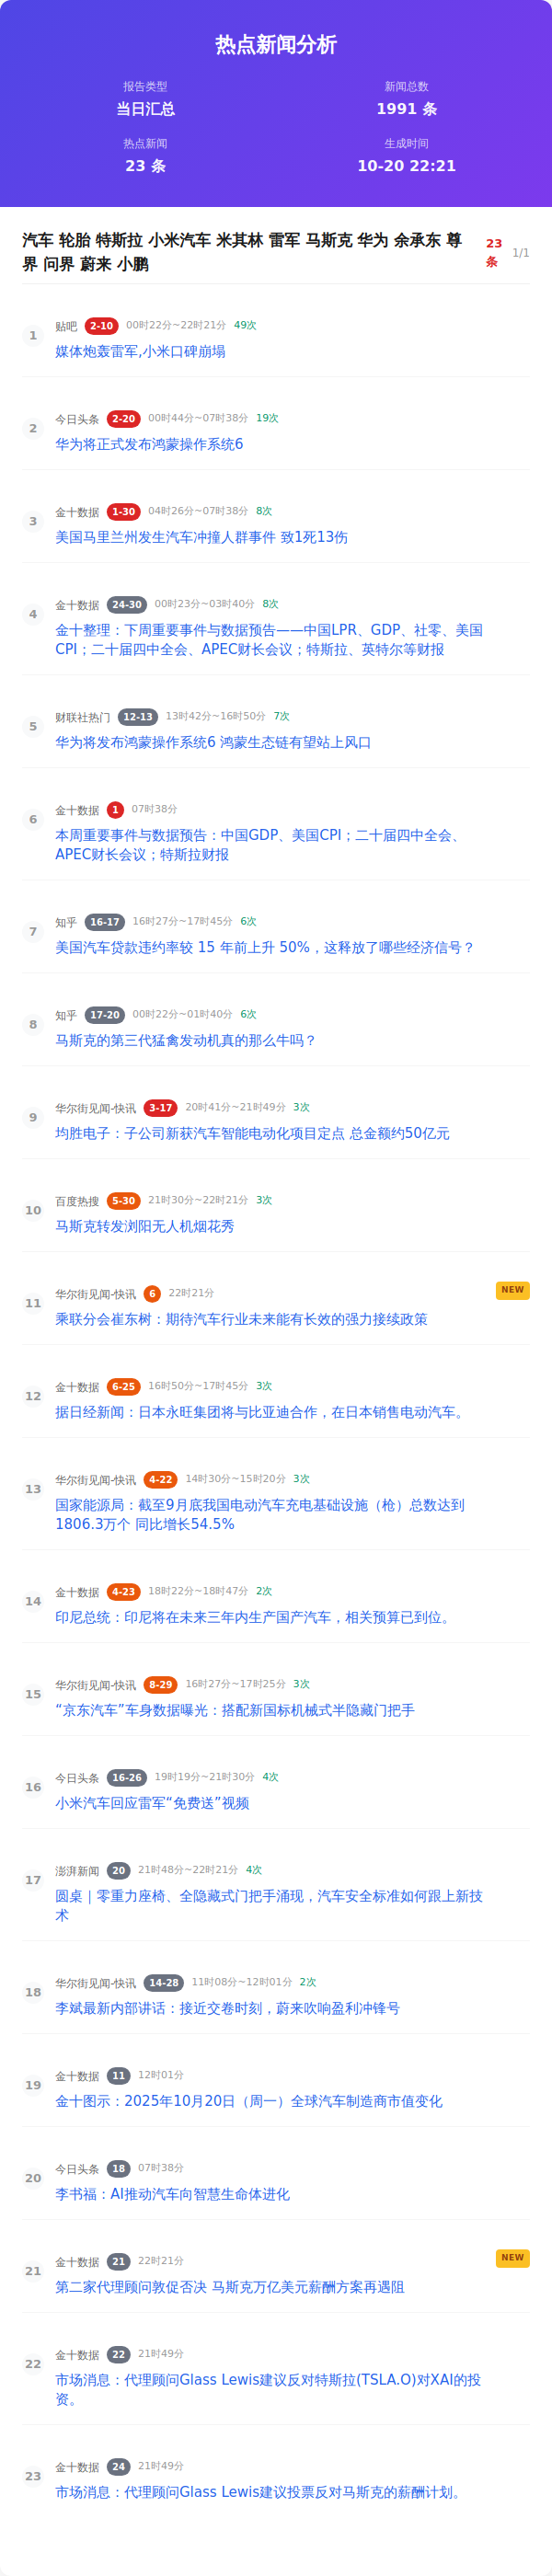 热点新闻分析
报告类型
当日汇总
新闻总数
1991 条
热点新闻
23 条
生成时间
10-20 22:21
汽车 轮胎 特斯拉 小米汽车 米其林 雷军 马斯克 华为 余承东 尊
界 问界 蔚来 小鹏
23
条
1/1
1
贴吧 2-10 00时22分~22时21分 49次
媒体炮轰雷军,小米口碑崩塌
2
今日头条 2-20 00时44分~07时38分 19次
华为将正式发布鸿蒙操作系统6
3
金十数据 1-30 04时26分~07时38分 8次
美国马里兰州发生汽车冲撞人群事件 致1死13伤
4
金十数据 24-30 00时23分~03时40分 8次
金十整理：下周重要事件与数据预告——中国LPR、GDP、社零、美国
CPI；二十届四中全会、APEC财长会议；特斯拉、英特尔等财报
5
财联社热门 12-13 13时42分~16时50分 7次
华为将发布鸿蒙操作系统6 鸿蒙生态链有望站上风口
6
金十数据 1 07时38分
本周重要事件与数据预告：中国GDP、美国CPI；二十届四中全会、
APEC财长会议；特斯拉财报
7
知乎 16-17 16时27分~17时45分 6次
美国汽车贷款违约率较 15 年前上升 50%，这释放了哪些经济信号？
8
知乎 17-20 00时22分~01时40分 6次
马斯克的第三代猛禽发动机真的那么牛吗？
9
华尔街见闻-快讯 3-17 20时41分~21时49分 3次
均胜电子：子公司新获汽车智能电动化项目定点 总金额约50亿元
10
百度热搜 5-30 21时30分~22时21分 3次
马斯克转发浏阳无人机烟花秀
11
华尔街见闻-快讯 6 22时21分
NEW
乘联分会崔东树：期待汽车行业未来能有长效的强力接续政策
12
金十数据 6-25 16时50分~17时45分 3次
据日经新闻：日本永旺集团将与比亚迪合作，在日本销售电动汽车。
13
华尔街见闻-快讯 4-22 14时30分~15时20分 3次
国家能源局：截至9月底我国电动汽车充电基础设施（枪）总数达到
1806.3万个 同比增长54.5%
14
金十数据 4-23 18时22分~18时47分 2次
印尼总统：印尼将在未来三年内生产国产汽车，相关预算已到位。
15
华尔街见闻-快讯 8-29 16时27分~17时25分 3次
“京东汽车”车身数据曝光：搭配新国标机械式半隐藏门把手
16
今日头条 16-26 19时19分~21时30分 4次
小米汽车回应雷军“免费送”视频
17
澎湃新闻 20 21时48分~22时21分 4次
圆桌｜零重力座椅、全隐藏式门把手涌现，汽车安全标准如何跟上新技
术
18
华尔街见闻-快讯 14-28 11时08分~12时01分 2次
李斌最新内部讲话：接近交卷时刻，蔚来吹响盈利冲锋号
19
金十数据 11 12时01分
金十图示：2025年10月20日（周一）全球汽车制造商市值变化
20
今日头条 18 07时38分
李书福：AI推动汽车向智慧生命体进化
21
金十数据 21 22时21分
NEW
第二家代理顾问敦促否决 马斯克万亿美元薪酬方案再遇阻
22
金十数据 22 21时49分
市场消息：代理顾问Glass Lewis建议反对特斯拉(TSLA.O)对XAI的投
资。
23
金十数据 24 21时49分
市场消息：代理顾问Glass Lewis建议投票反对马斯克的薪酬计划。